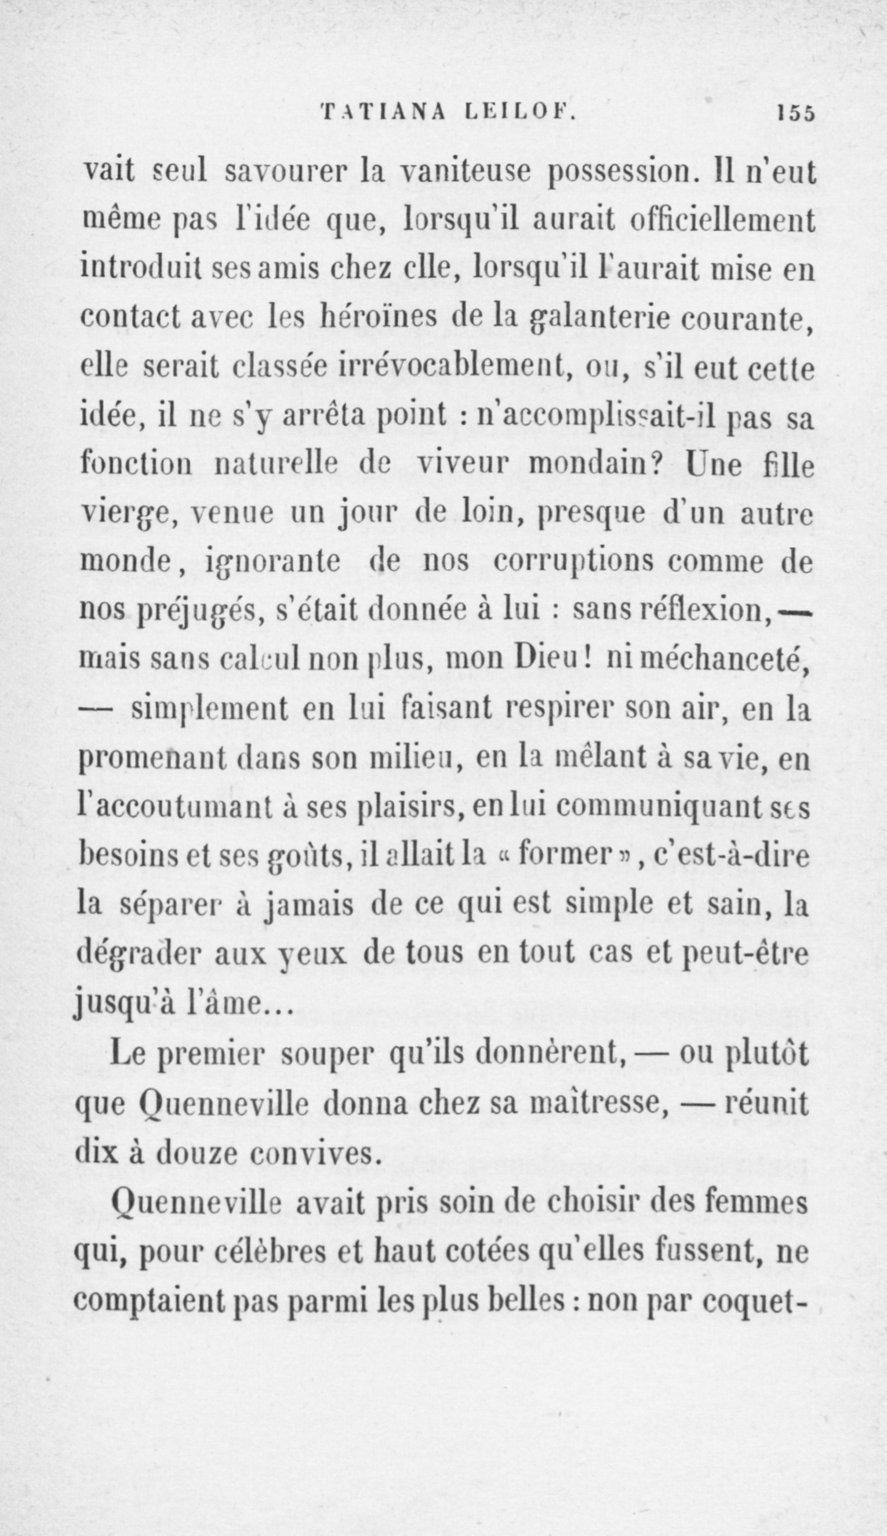 TATIANA LEILOF. 155
vait seul savourer la vaniteuse possession. Il n'eut
même pas l'idée que, lorsqu'il aurait officiellement
introduit ses amis chez elle, lorsqu'il l'aurait mise en
contact avec les héroïnes de la galanterie courante,
elle serait classée irrévocablement, ou, s'il eut cette
idée, il ne s'y arrêta point : n'accomplissait-il pas sa
fonction naturelle de viveur mondain? Une fille
vierge, venue un jour de loin, presque d'un autre
monde, ignorante de nos corruptions comme de
nos préjugés, s'était donnée à lui : sans réflexion, —
mais sans calcul non plus, mon Dieu! ni méchanceté,
— simplement en lui faisant respirer son air, en la
promenant dans son milieu, en la mêlant à sa vie, en
l'accoutumant à ses plaisirs, en lui communiquant ses
besoins et ses goûts, il allait la « former », c'est-à-dire
la séparer à jamais de ce qui est simple et sain, la
dégrader aux yeux de tous en tout cas et peut-être
jusqu'à l'âme...
Le premier souper qu'ils donnèrent, — ou plutôt
que Quenneville donna chez sa maîtresse, — réunit
dix à douze convives.
Quenneville avait pris soin de choisir des femmes
qui, pour célèbres et haut cotées qu'elles fussent, ne
comptaient pas parmi les plus belles : non par coquet-